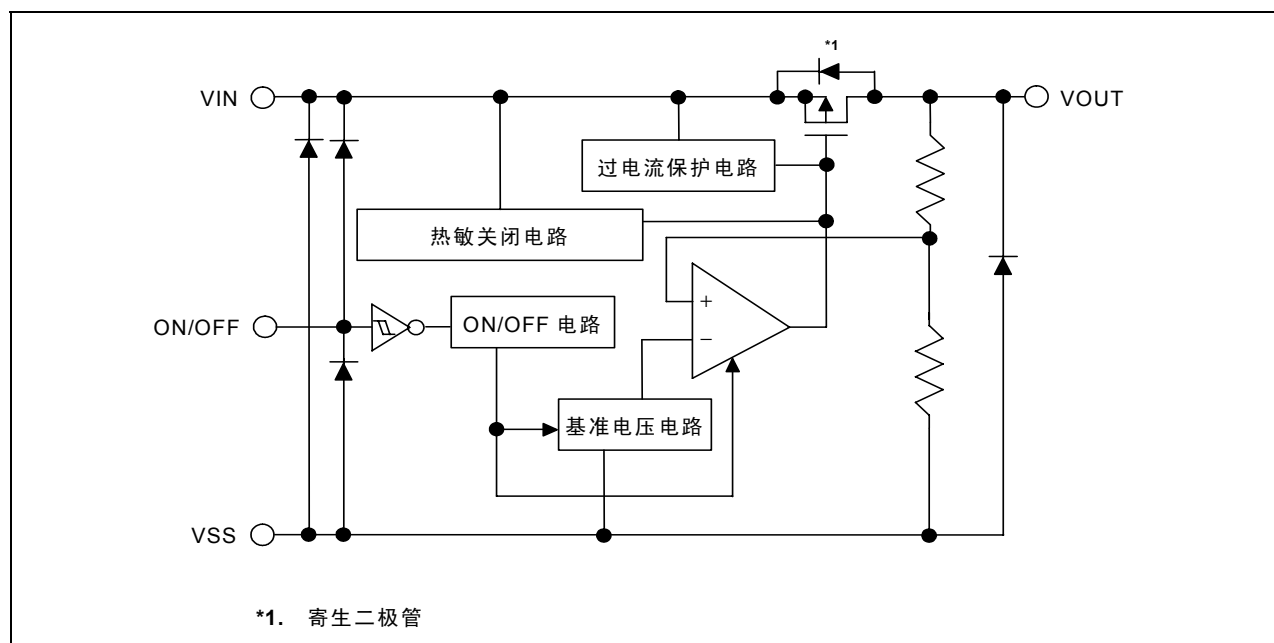 *1
VIN
VOUT
过电流保护电路
热敏关闭电路
+
ON/OFF
ON/OFF 电路
−
基准电压电路
VSS
*1. 寄生二极管